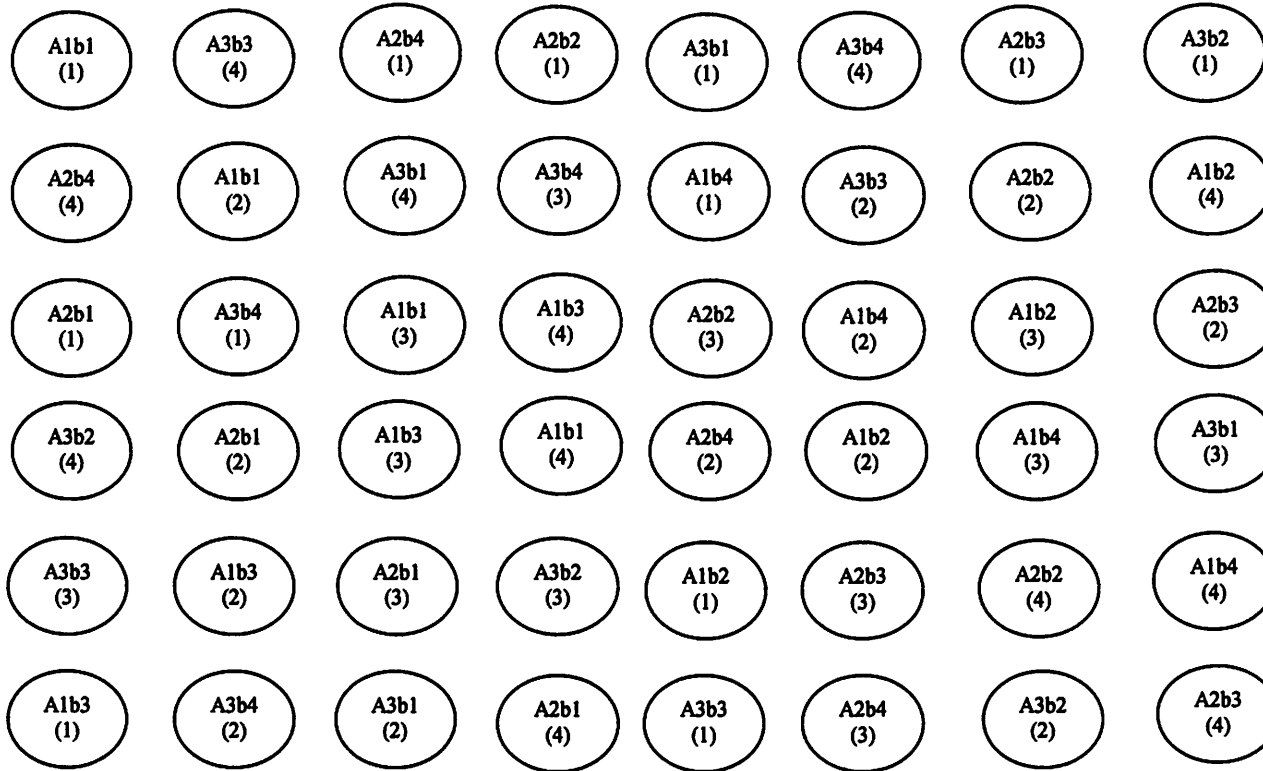 A1b1 A3b3 A2b4 A2b2 A3b1 A3b4 A2b3 A3b2
(1) (4) (1) (1) (1) (4) (1) (1)
A2b4 A1b1 A3b1 A3b4 A1b4 A3b3 A2b2 A1b2
(4) (2) (4) (3) (1) (2) (2) (4)
A2b1 A3b4 A1b1 A1b3 A2b2 A1b4 A1b2 A2b3
(1) (1) (3) (4) (3) (2) (3) (2)
A3b2 A2b1 A1b3 A1b1 A2b4 A1b2 A1b4 A3b1
(4) (2) (3) (4) (2) (2) (3) (3)
A3b3 A1b3 A2b1 A3b2 A1b2 A2b3 A2b2 A1b4
(3) (2) (3) (3) (1) (3) (4) (4)
A1b3 A3b4 A3b1 A2b1 A3b3 A2b4 A3b2 A2b3
(1) (2) (2) (4) (1) (3) (2) (4)